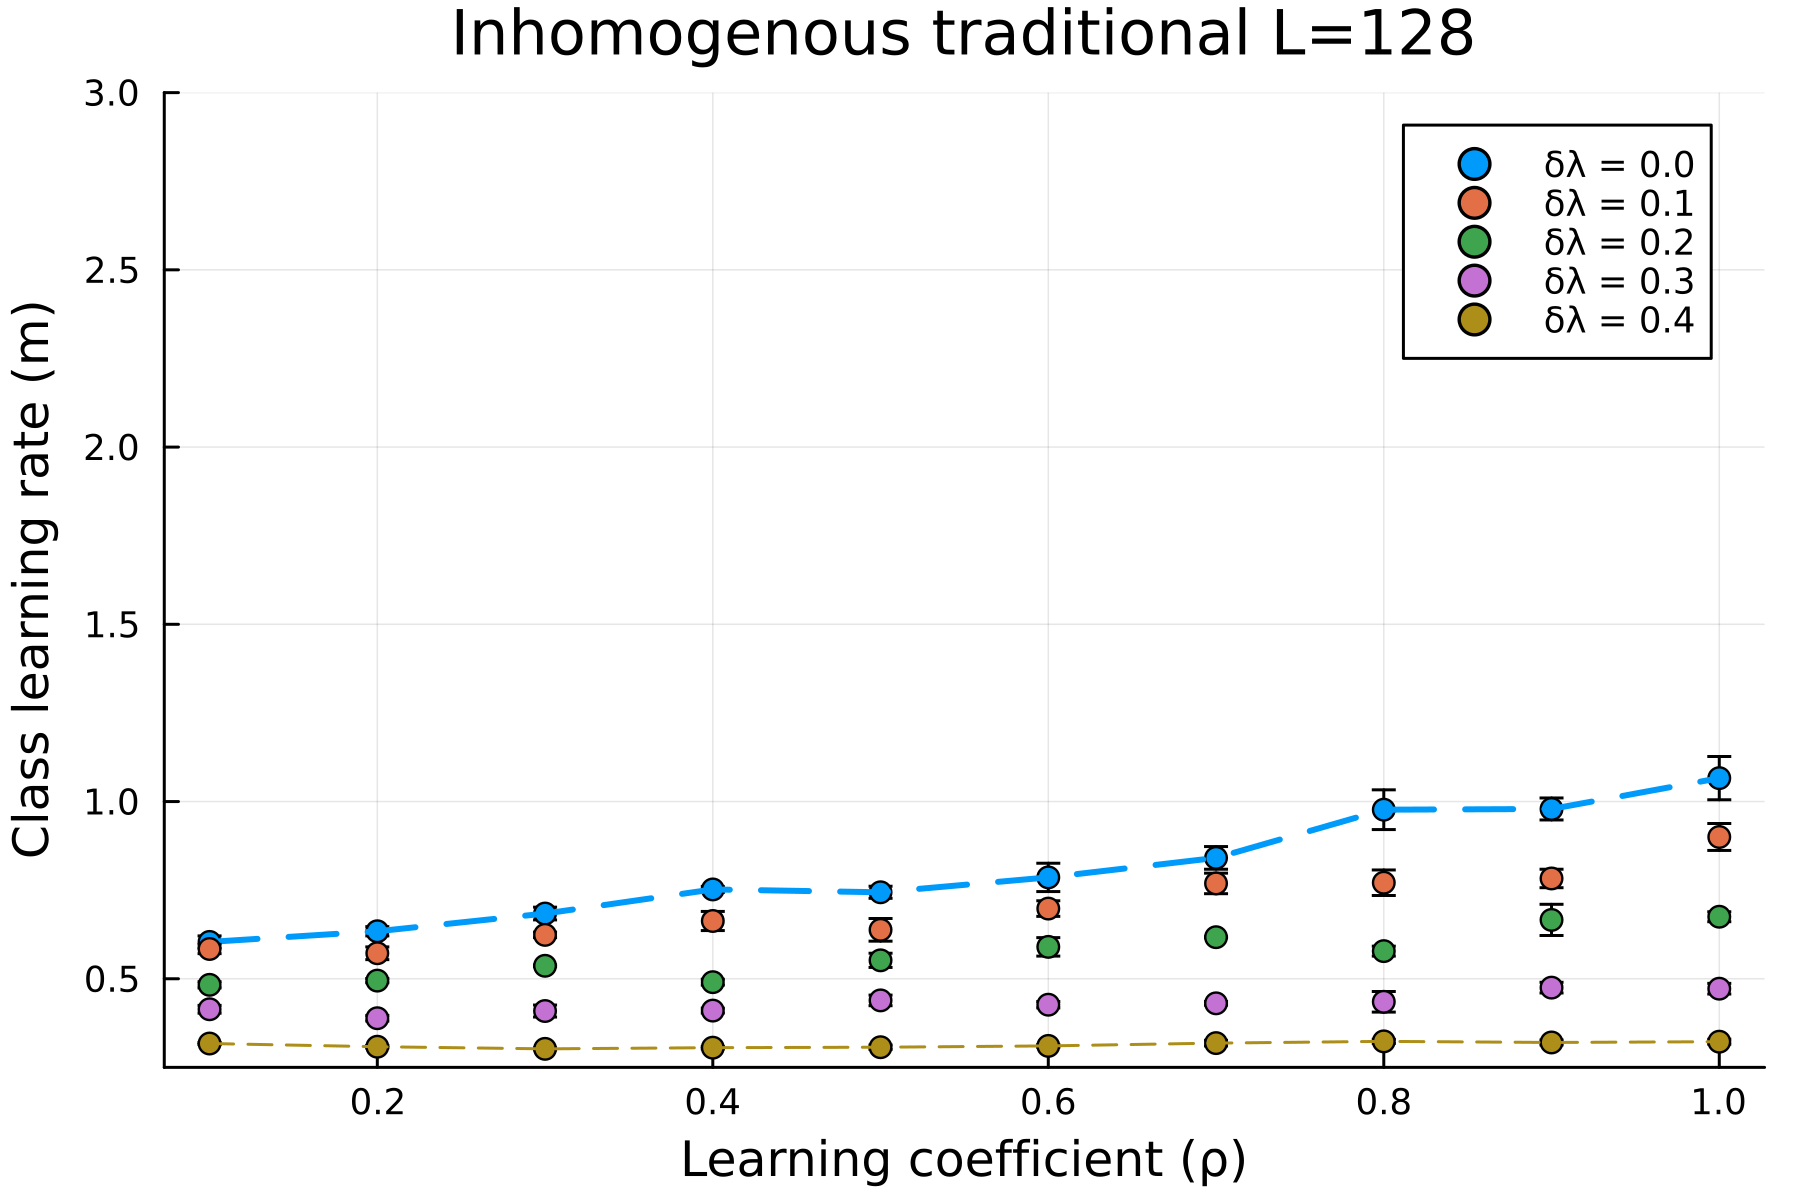 Inhomogenous traditional L=128
3.0
2.5
2.0
1.5
1.0
0.5
Class learning rate (m)
δλ = 0.0
δλ = 0.1
δλ = 0.2
δλ = 0.3
δλ = 0.4
0.2 0.4 0.6 0.8 1.0
Learning coefficient (ρ)